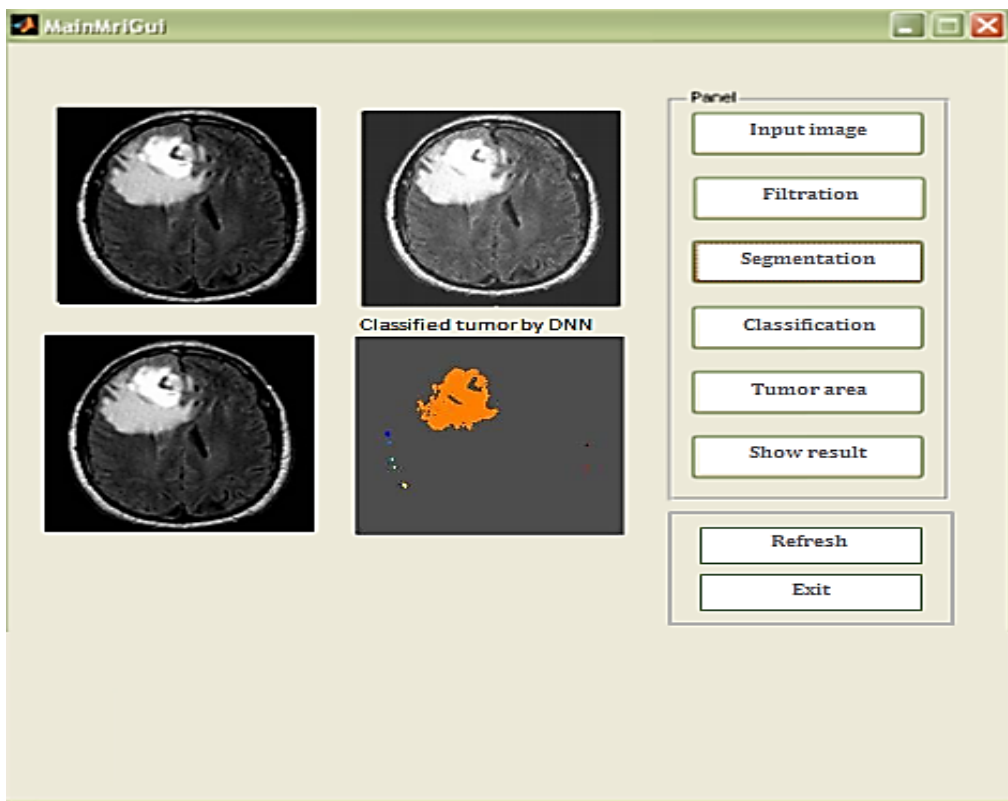 MainMriGui
Panel
Input image
Filtration
Segmentation
Classified tumor by DNN
Classification
Tumor area
Show result
Refresh
Exit